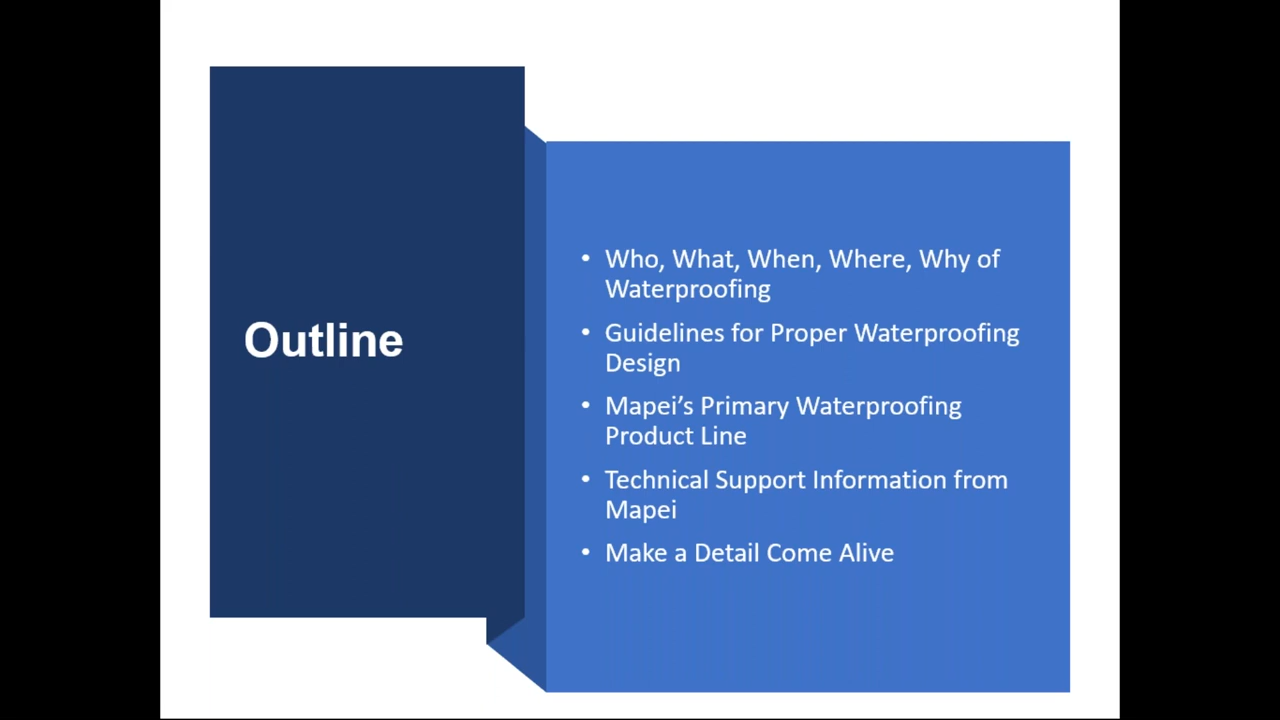 Outline
• Who, What, When, Where, Why of
Waterproofing
• Guidelines for Proper Waterproofing
Design
• Mapei’s Primary Waterproofing
Product Line
• Technical Support Information from
Mapei
• Make a Detail Come Alive